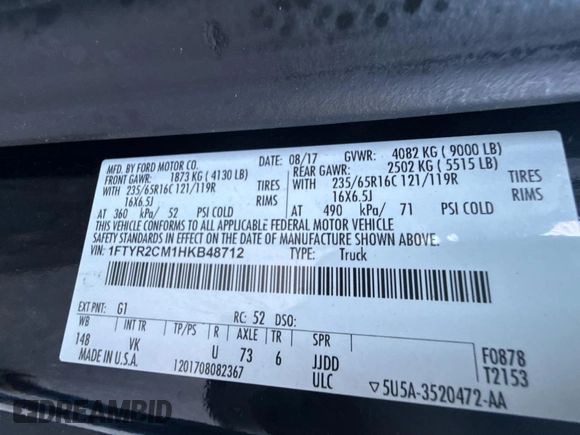 MFD. BY FORD MOTOR CO. DATE: 08/17 GVWR: 4082 KG ( 9000 LB)
FRONT GAWR: 1873 KG ( 4130 LB) REAR GAWR: 2502 KG ( 5515 LB)
WITH WITH
235/65R16C 121/119R TIRES 235/65R16C 121/119R TIRES
16X6.5J RIMS 16X6.5J RIMS
AT 360 kPa/ 52 PSI COLD AT 490 kPa/ 71 PSI COLD
THIS VEHICLE CONFORMS TO ALL APPLICABLE FEDERAL MOTOR VEHICLE
SAFETY STANDARDS IN EFFECT ON THE DATE OF MANUFACTURE SHOWN ABOVE.
VIN: 1FTYR2CM1HKB48712 TYPE: Truck
EXT PNT: G1 RC: 52 DSO:
WB INT TR TP/PS R AXLE TR SPR
148 VK U 73 6 JJDD F0878
MADE IN U.S.A. 1201708082367 ULC T2153
5U5A-3520472-AA
DREAMBID